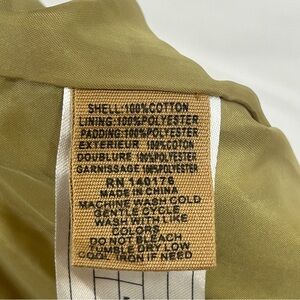 SHELL:100%COTTON
LINING:100%POLYESTER
PADDING:100%POLYESTER
EXTERIEUR 100%COTON
DOUBLURE 100%POLYESTER
GARNISSAGE 100%POLYESTER
RN 140176
MADE IN CHINA
MACHINE WASH COLD
GENTLE CYCLE
WASH WITH LIKE
COLORS
DO NOT BLEACH
TUMBLE DRY LOW
COOL IRON IF NEED